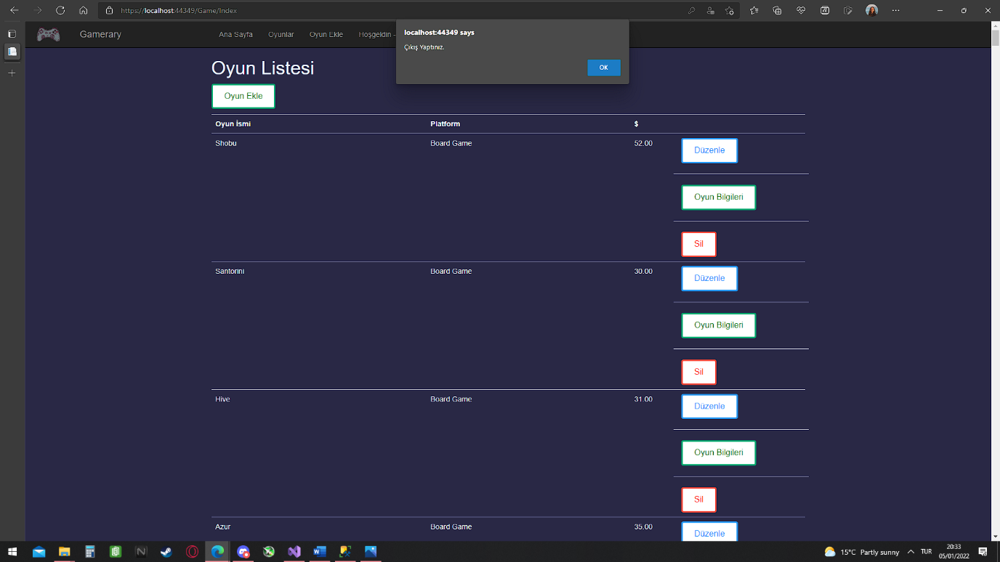 https://localhost:44349/Game/Index
Gamerary
Ana Sayfa
Oyunlar
Oyun Ekle
Hoşgeldin -
localhost:44349 says
Çıkış Yaptınız.
OK
Oyun Listesi
Oyun Ekle
Oyun İsmi Platform $
Shobu Board Game 52.00 Düzenle
Oyun Bilgileri
Sil
Santorini Board Game 30.00 Düzenle
Oyun Bilgileri
Sil
Hive Board Game 31.00 Düzenle
Oyun Bilgileri
Sil
Azur Board Game 35.00 Düzenle
15°C Partly sunny
TUR
20:33
05/01/2022